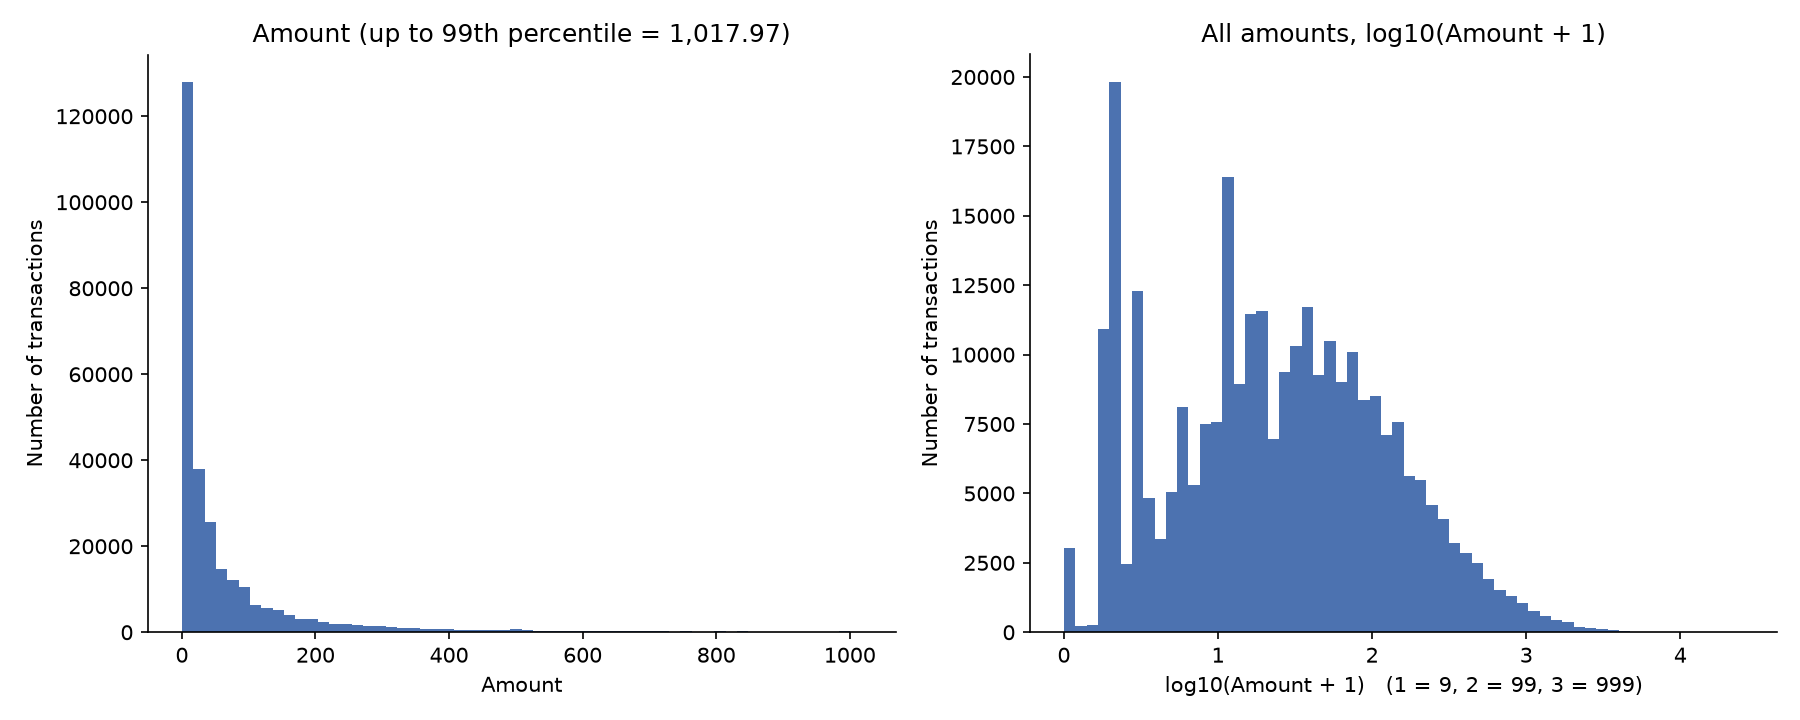 Amount (up to 99th percentile = 1,017.97)
Number of transactions
120000
100000
80000
60000
40000
20000
0
0 200 400 600 800 1000
Amount
All amounts, log10(Amount + 1)
Number of transactions
20000
17500
15000
12500
10000
7500
5000
2500
0
0 1 2 3 4
log10(Amount + 1) (1 = 9, 2 = 99, 3 = 999)